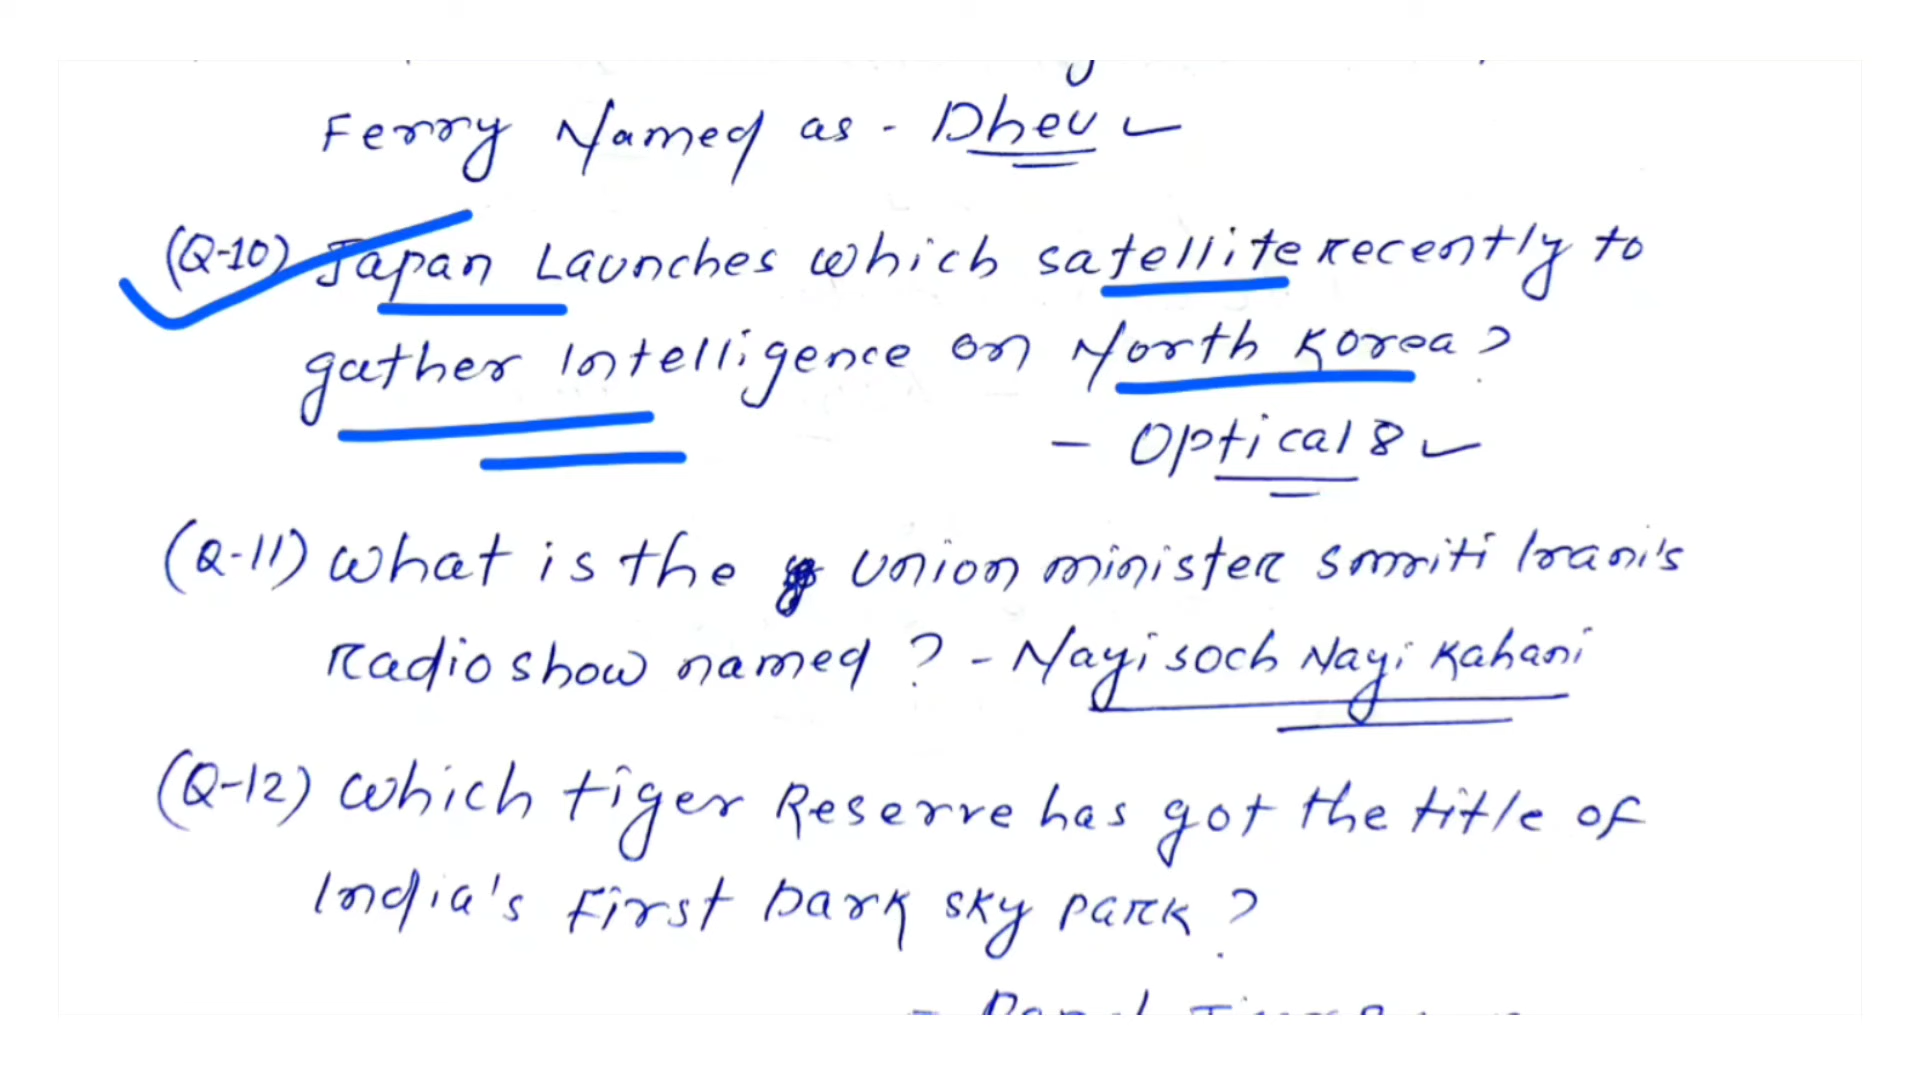 Ferry Named as - Dheu
(Q-10) Japan Launches which satellite recently to
gather Intelligence on North Korea?
- Optical 8
(Q-11) What is the Union minister Smriti Irani's
Radio show named ? - Nayi soch Nayi Kahani
(Q-12) Which tiger Reserve has got the title of
India's First Dark sky Park ?